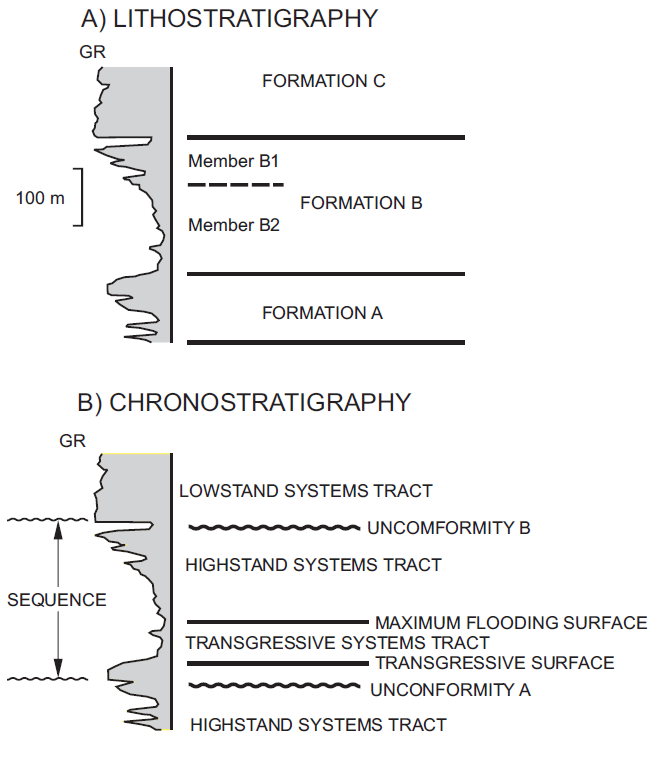 A) LITHOSTRATIGRAPHY
GR
FORMATION C
Member B1
100 m
FORMATION B
Member B2
FORMATION A
B) CHRONOSTRATIGRAPHY
GR
LOWSTAND SYSTEMS TRACT
UNCOMFORMITY B
HIGHSTAND SYSTEMS TRACT
SEQUENCE
MAXIMUM FLOODING SURFACE
TRANSGRESSIVE SYSTEMS TRACT
TRANSGRESSIVE SURFACE
UNCONFORMITY A
HIGHSTAND SYSTEMS TRACT